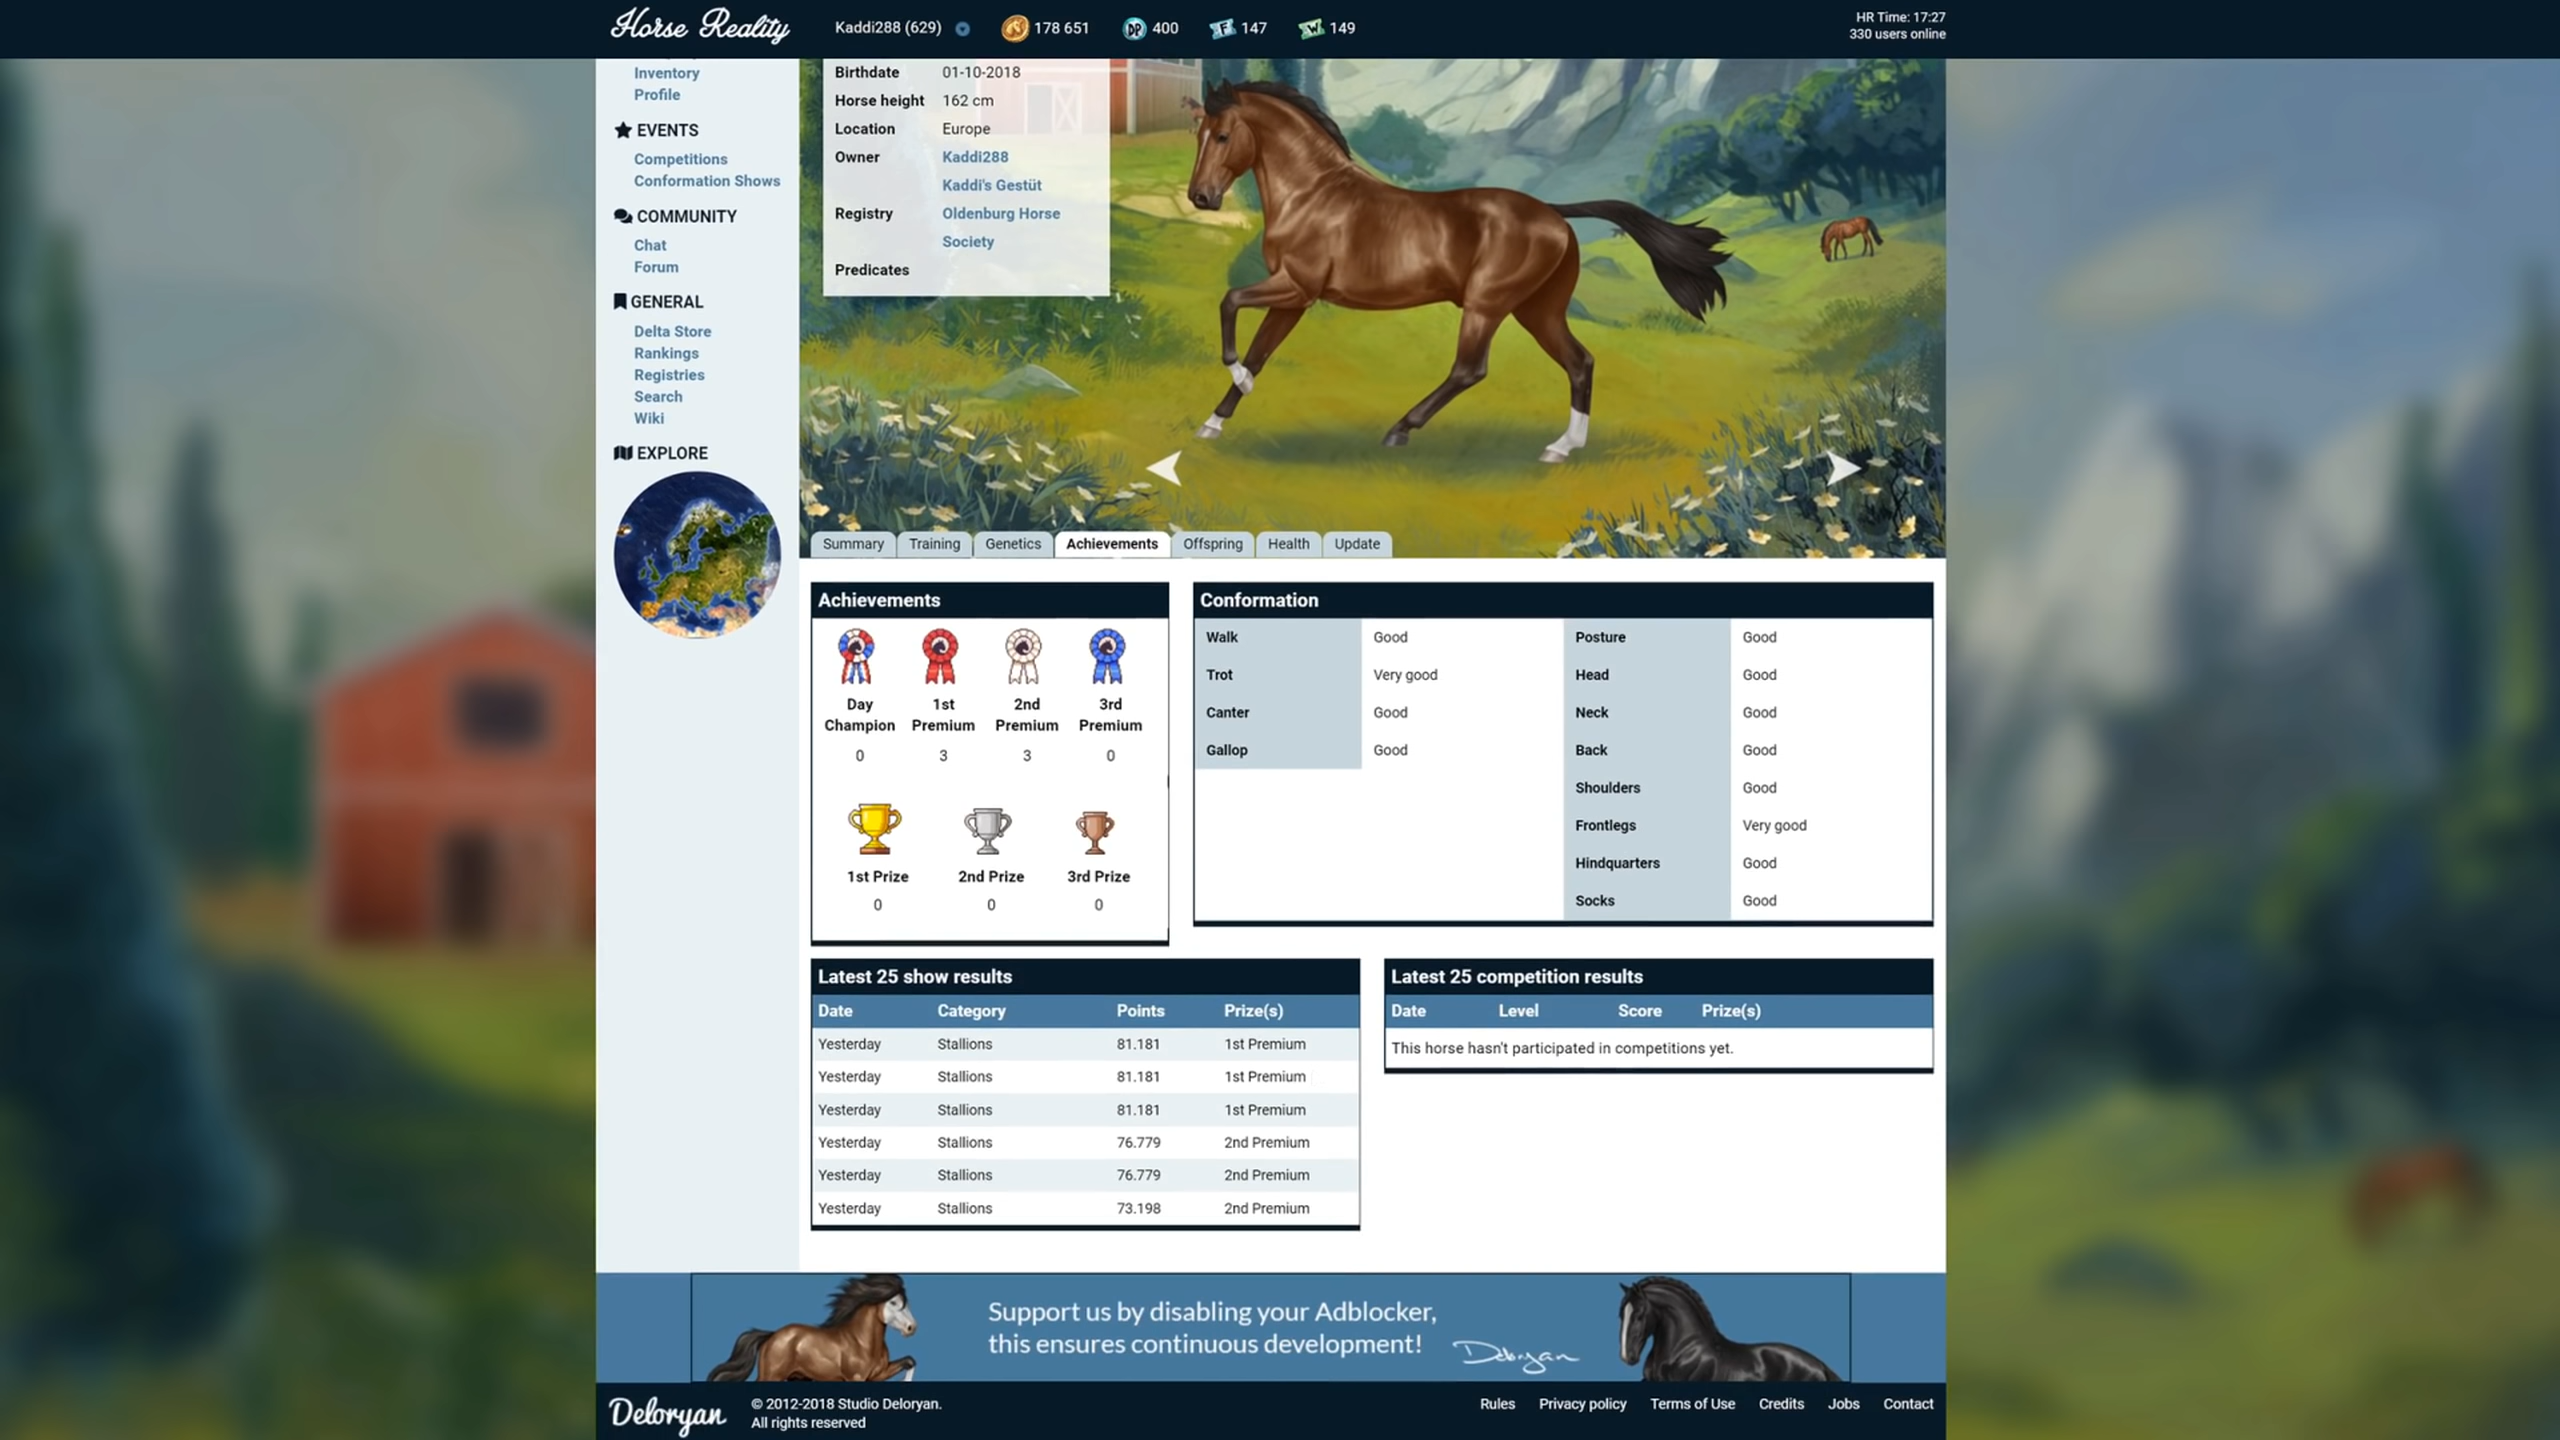 Horse Reality
Kaddi288 (629) 178 651 DP 400 F 147 W 149
HR Time: 17:27
330 users online
Inventory
Profile
EVENTS
Competitions
Conformation Shows
COMMUNITY
Chat
Forum
GENERAL
Delta Store
Rankings
Registries
Search
Wiki
EXPLORE
Birthdate 01-10-2018
Horse height 162 cm
Location Europe
Owner Kaddi288
Kaddi's Gestüt
Registry Oldenburg Horse
Society
Predicates
Summary Training Genetics Achievements Offspring Health Update
Achievements
Day Champion 1st Premium 2nd Premium 3rd Premium
0 3 3 0
1st Prize 2nd Prize 3rd Prize
0 0 0
Conformation
Walk Good Posture Good
Trot Very good Head Good
Canter Good Neck Good
Gallop Good Back Good
Shoulders Good
Frontlegs Very good
Hindquarters Good
Socks Good
Latest 25 show results
Date Category Points Prize(s)
Yesterday Stallions 81.181 1st Premium
Yesterday Stallions 81.181 1st Premium
Yesterday Stallions 81.181 1st Premium
Yesterday Stallions 76.779 2nd Premium
Yesterday Stallions 76.779 2nd Premium
Yesterday Stallions 73.198 2nd Premium
Latest 25 competition results
Date Level Score Prize(s)
This horse hasn't participated in competitions yet.
Support us by disabling your Adblocker,
this ensures continuous development!
Deloryan
Deloryan
© 2012-2018 Studio Deloryan.
All rights reserved
Rules Privacy policy Terms of Use Credits Jobs Contact